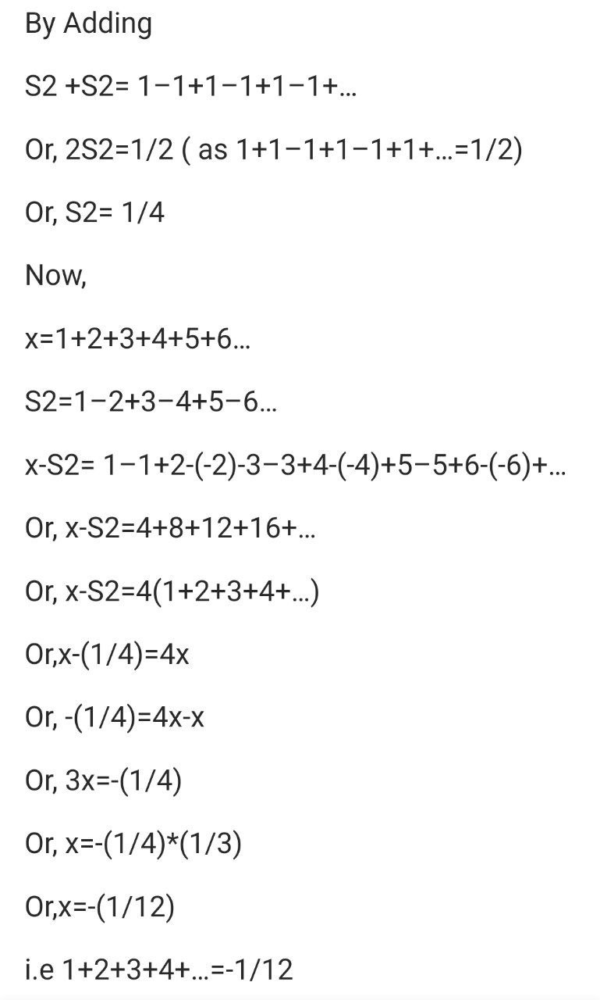 By Adding
S2 +S2= 1−1+1−1+1−1+...
Or, 2S2=1/2 ( as 1+1−1+1−1+1+...=1/2)
Or, S2= 1/4
Now,
x=1+2+3+4+5+6...
S2=1−2+3−4+5−6...
x-S2= 1−1+2-(-2)-3−3+4-(-4)+5−5+6-(-6)+...
Or, x-S2=4+8+12+16+...
Or, x-S2=4(1+2+3+4+...)
Or,x-(1/4)=4x
Or, -(1/4)=4x-x
Or, 3x=-(1/4)
Or, x=-(1/4)*(1/3)
Or,x=-(1/12)
i.e 1+2+3+4+...=-1/12